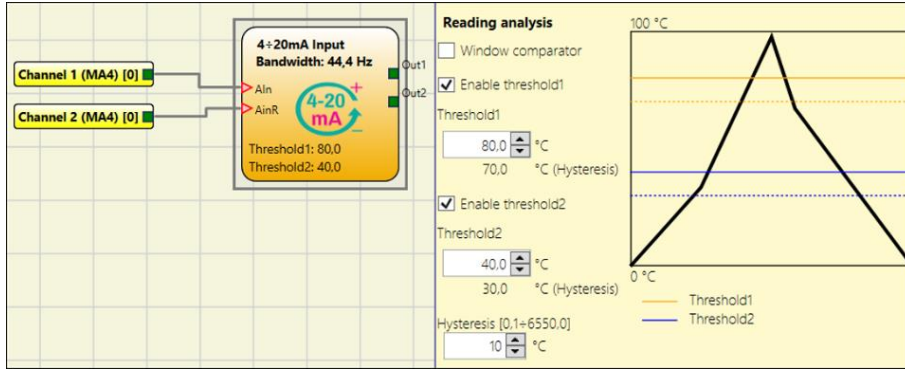 Channel 1 (MA4) [0]
Channel 2 (MA4) [0]
4÷20mA Input
Bandwidth: 44,4 Hz
AIn
AinR
4-20
mA
+
−
Out1
Out2
Threshold1: 80,0
Threshold2: 40,0
Reading analysis
Window comparator
Enable threshold1
Threshold1
80,0 °C
70,0 °C (Hysteresis)
Enable threshold2
Threshold2
40,0 °C
30,0 °C (Hysteresis)
Hysteresis [0,1÷6550,0]
10 °C
100 °C
0 °C
Threshold1
Threshold2